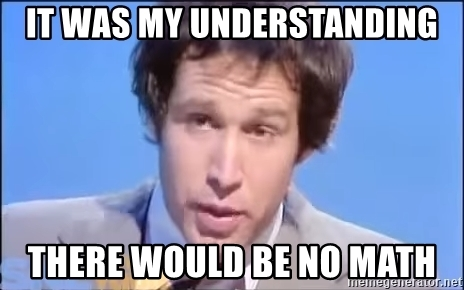 IT WAS MY UNDERSTANDING
THERE WOULD BE NO MATH
memegenerator.net